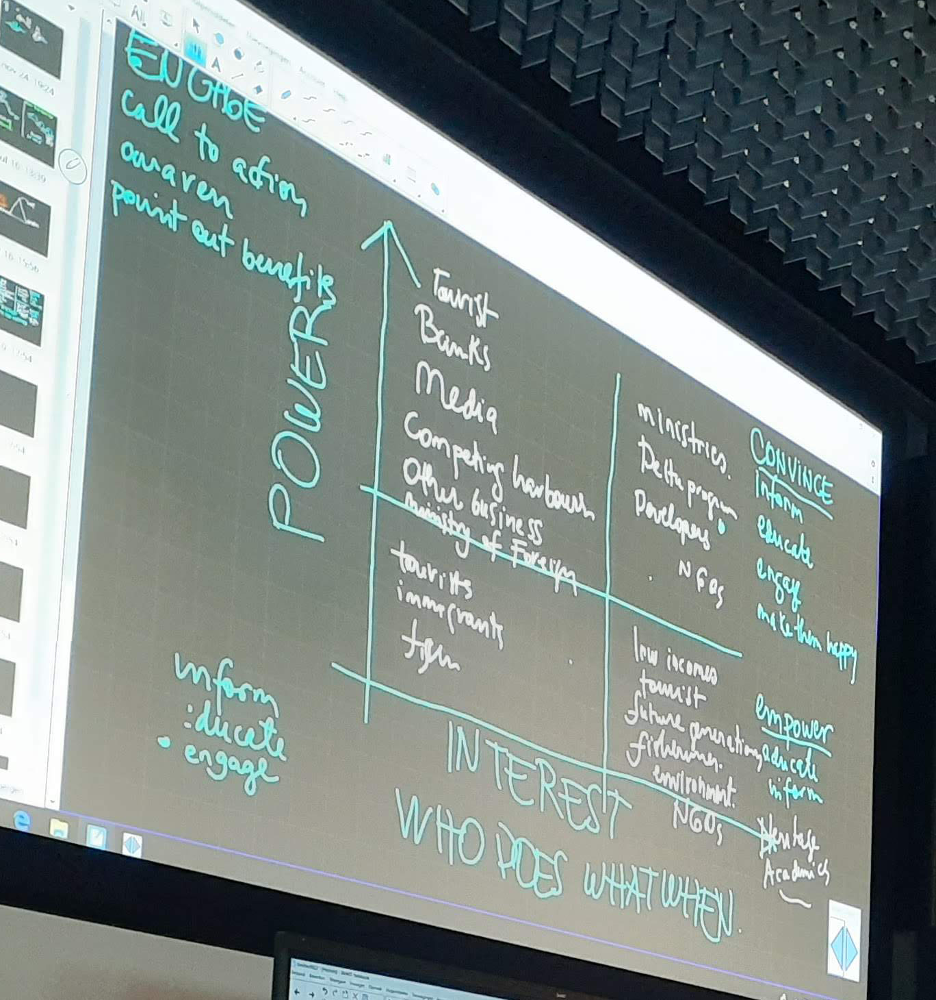 ENGAGE
Call to action
awaren
point out benefits
POWER
Tourist
Banks
Media
Competing harbours
Other business
Ministry of Foreign
tourists
immigrants
ministries.
Delta program
Developers
NGOs
CONVINCE
Inform
educate
engage
make them happy
low incomes
tourist
future generations
fishermen.
environment.
NGOs
empower
educate
inform
Heritage
Academics
inform
educate
• engage
INTEREST
WHO DOES WHAT WHEN.